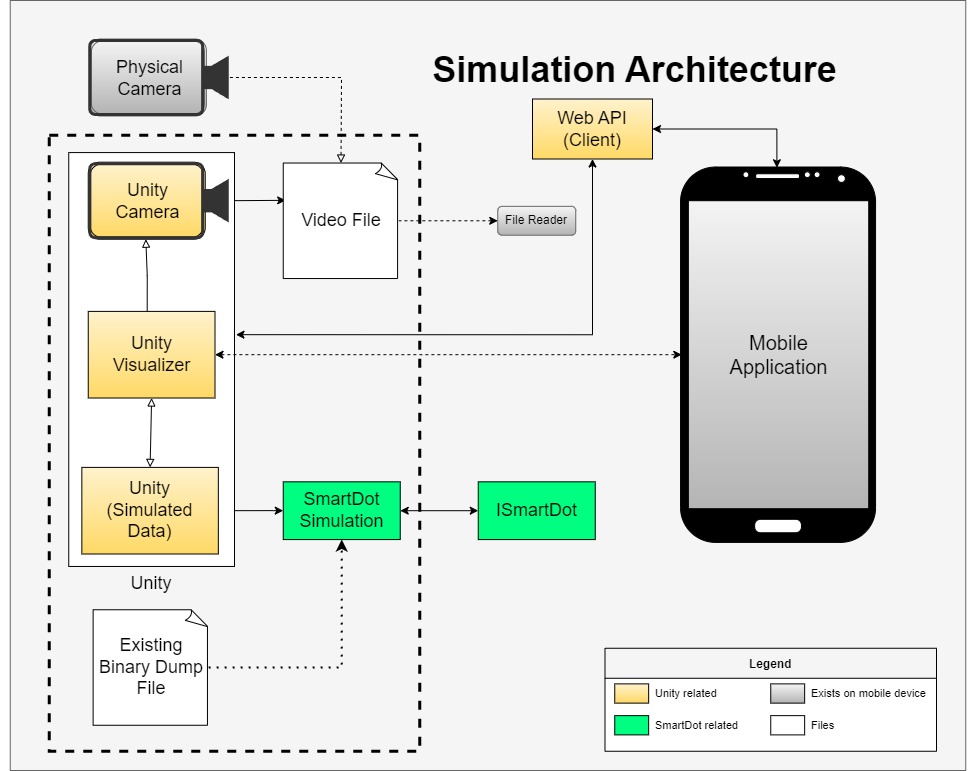 Simulation Architecture
Physical
Camera
Web API
(Client)
Unity
Camera
Video File
File Reader
Unity
Visualizer
Mobile
Application
Unity
(Simulated
Data)
SmartDot
Simulation
ISmartDot
Unity
Existing
Binary Dump
File
Legend
Unity related
Exists on mobile device
SmartDot related
Files